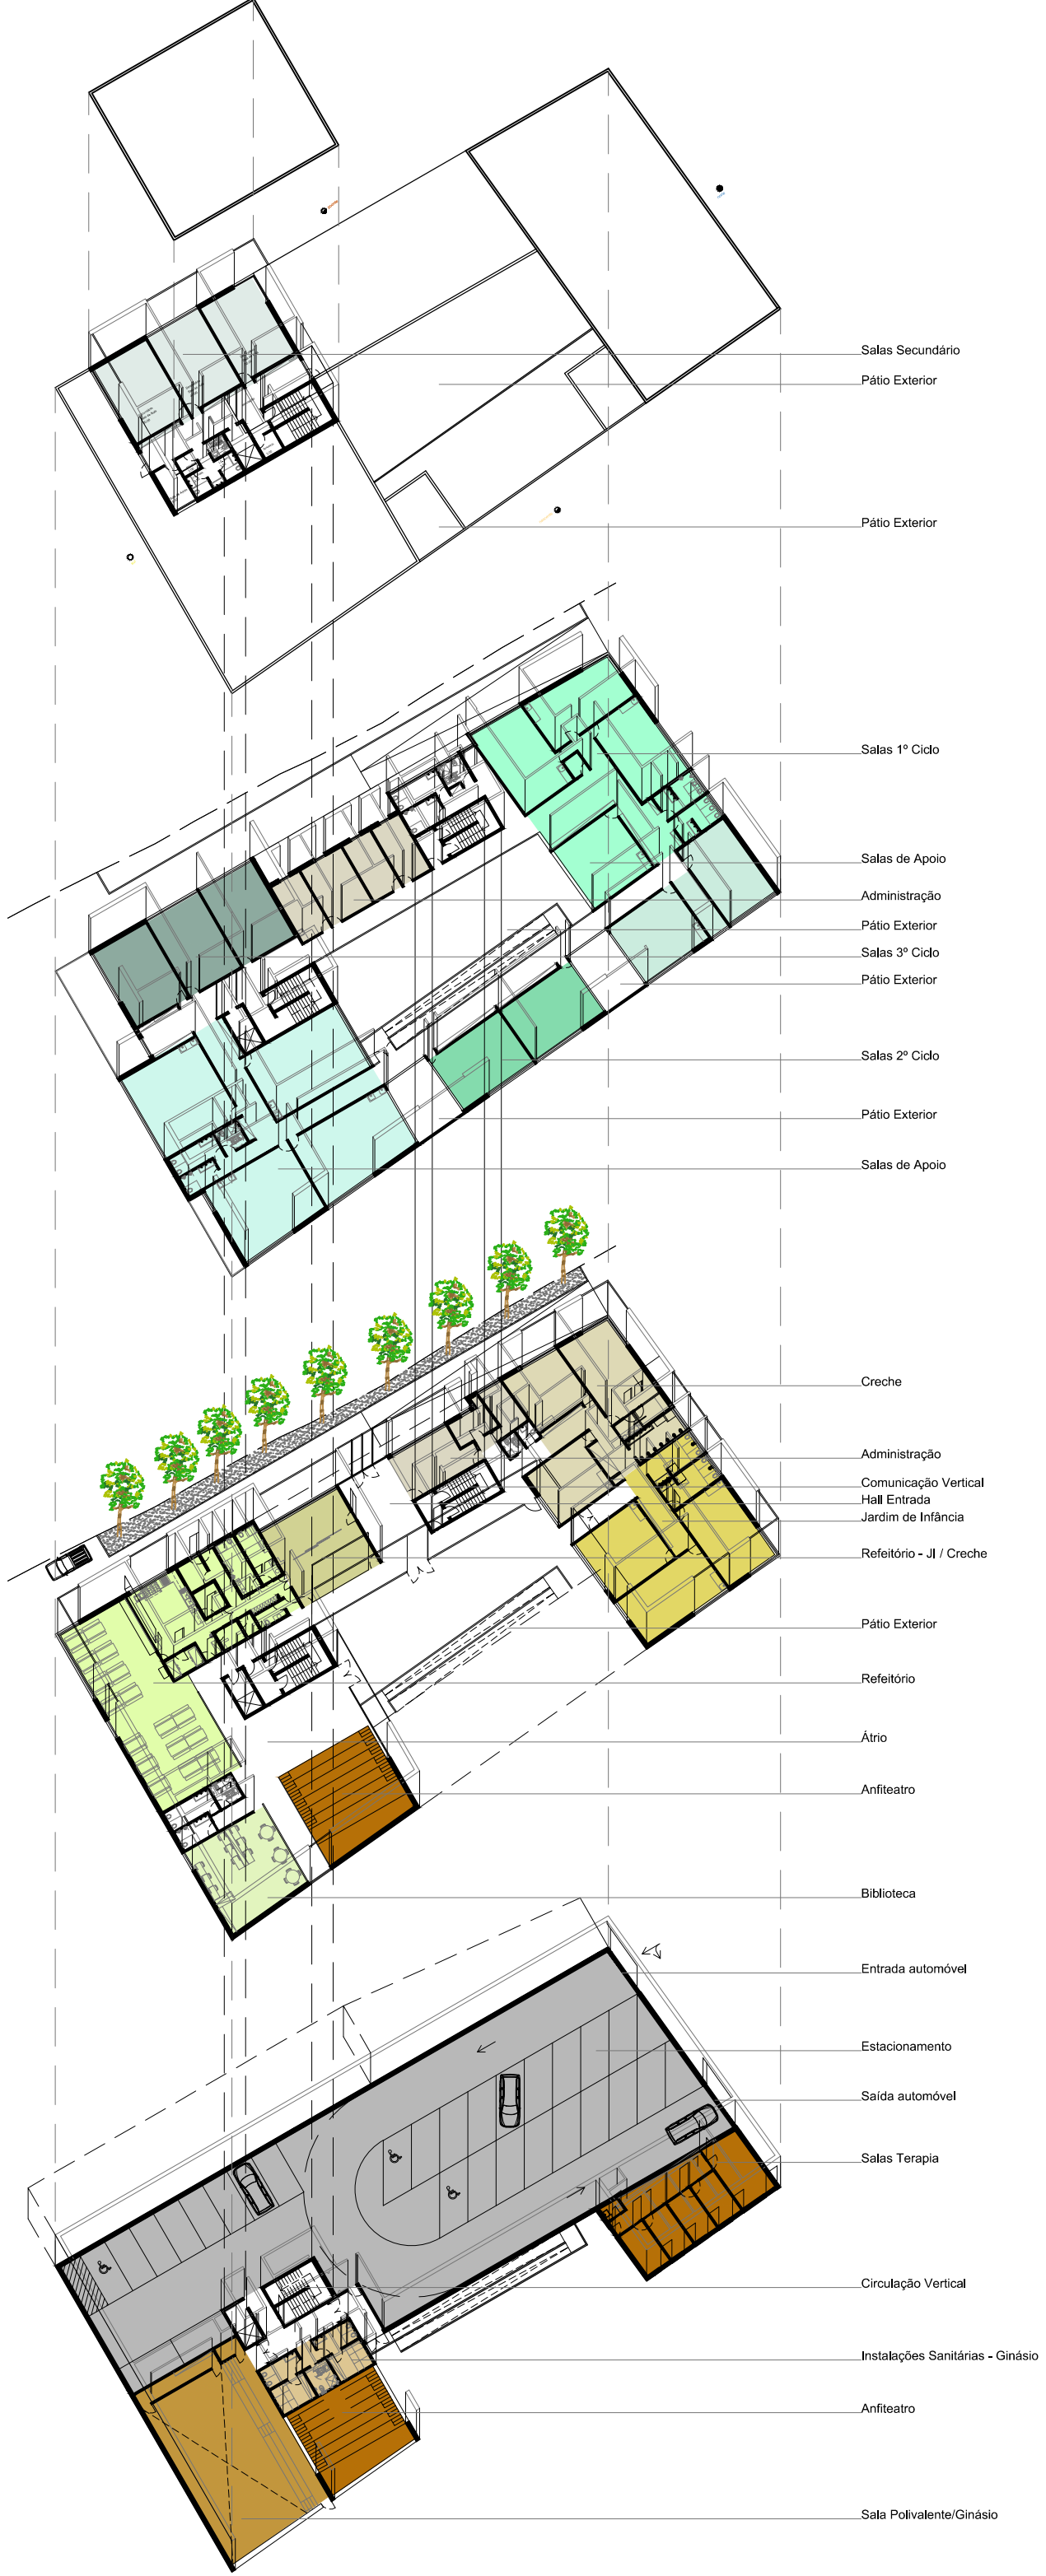 Salas Secundário
Pátio Exterior
Pátio Exterior
Salas 1º Ciclo
Salas de Apoio
Administração
Pátio Exterior
Salas 3º Ciclo
Pátio Exterior
Salas 2º Ciclo
Pátio Exterior
Salas de Apoio
Creche
Administração
Comunicação Vertical
Hall Entrada
Jardim de Infância
Refeitório - JI / Creche
Pátio Exterior
Refeitório
Átrio
Anfiteatro
Biblioteca
Entrada automóvel
Estacionamento
Saída automóvel
Salas Terapia
Circulação Vertical
Instalações Sanitárias - Ginásio
Anfiteatro
Sala Polivalente/Ginásio